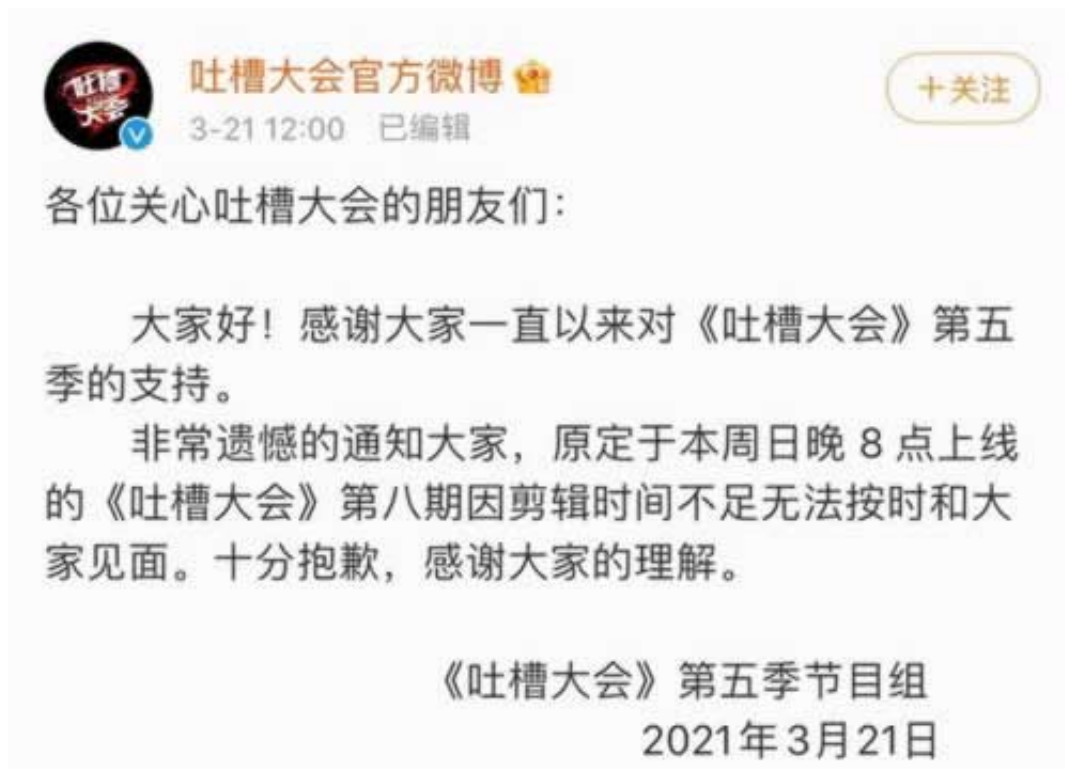 吐槽大会
吐槽大会官方微博
3-21 12:00 已编辑
+关注
各位关心吐槽大会的朋友们：
大家好！感谢大家一直以来对《吐槽大会》第五
季的支持。
非常遗憾的通知大家，原定于本周日晚 8 点上线
的《吐槽大会》第八期因剪辑时间不足无法按时和大
家见面。十分抱歉，感谢大家的理解。
《吐槽大会》第五季节目组
2021年3月21日